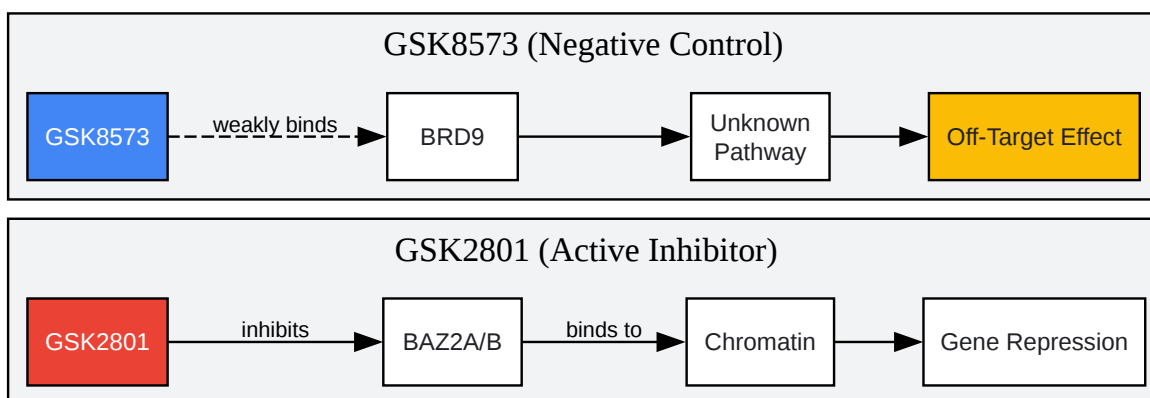 GSK8573 (Negative Control)
GSK8573
weakly binds
BRD9
Unknown
Pathway
Off-Target Effect
GSK2801 (Active Inhibitor)
GSK2801
inhibits
BAZ2A/B
binds to
Chromatin
Gene Repression